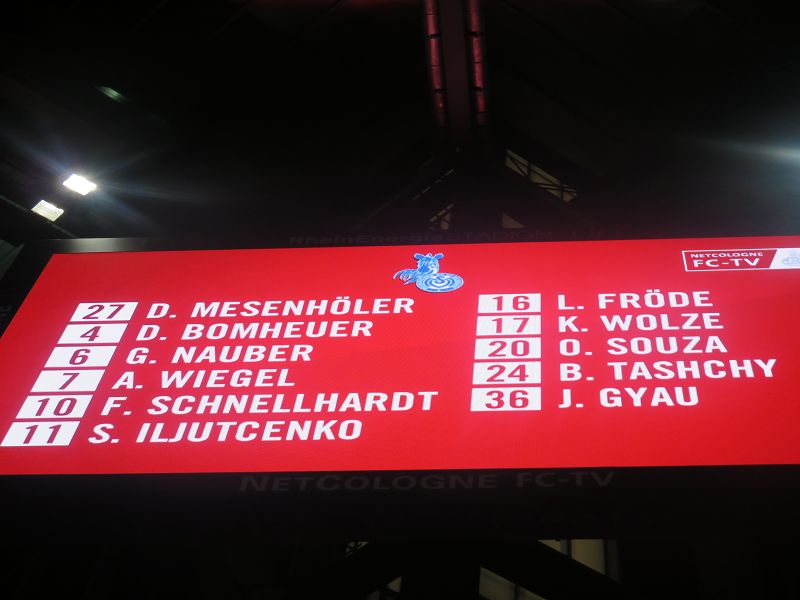 RheinEnergieSTADION
NETCOLOGNE
FC-TV
27 D. MESENHÖLER
4 D. BOMHEUER
6 G. NAUBER
7 A. WIEGEL
10 F. SCHNELLHARDT
11 S. ILJUTCENKO
16 L. FRÖDE
17 K. WOLZE
20 O. SOUZA
24 B. TASHCHY
36 J. GYAU
NETCOLOGNE FC-TV